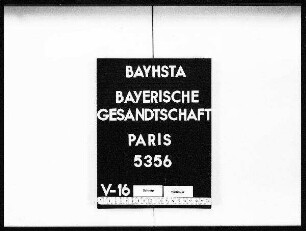 BAYHSTA
BAYERISCHE
GESANDTSCHAFT
PARIS
5356
V-16